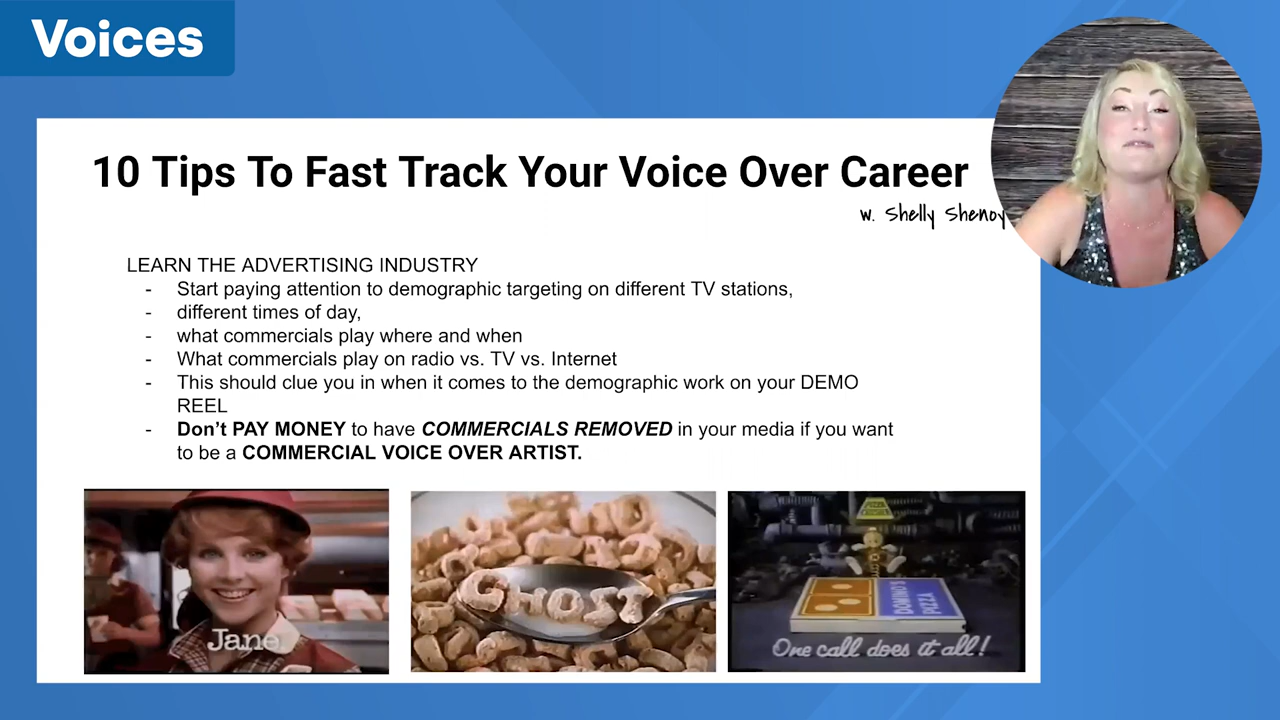 Voices
10 Tips To Fast Track Your Voice Over Career
w. Shelly Shenoy
LEARN THE ADVERTISING INDUSTRY
- Start paying attention to demographic targeting on different TV stations,
- different times of day,
- what commercials play where and when
- What commercials play on radio vs. TV vs. Internet
- This should clue you in when it comes to the demographic work on your DEMO
REEL
- Don’t PAY MONEY to have COMMERCIALS REMOVED in your media if you want
to be a COMMERCIAL VOICE OVER ARTIST.
Jane
GHOST
DOMINO'S
PIZZA
One call does it all!